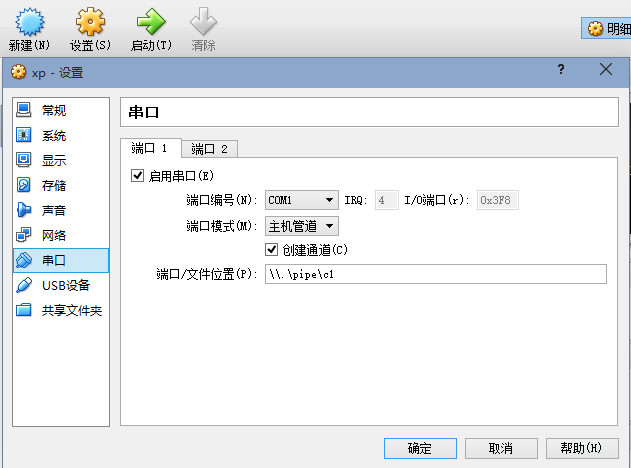 新建(N) 设置(S) 启动(T) 清除 明细
xp - 设置 ?
常规
系统
显示
存储
声音
网络
串口
USB设备
共享文件夹
串口
端口 1 端口 2
启用串口(E)
端口编号(N): COM1 IRQ: 4 I/O端口(r): 0x3F8
端口模式(M): 主机管道
创建通道(C)
端口/文件位置(P): \\.\pipe\c1
确定 取消 帮助(H)